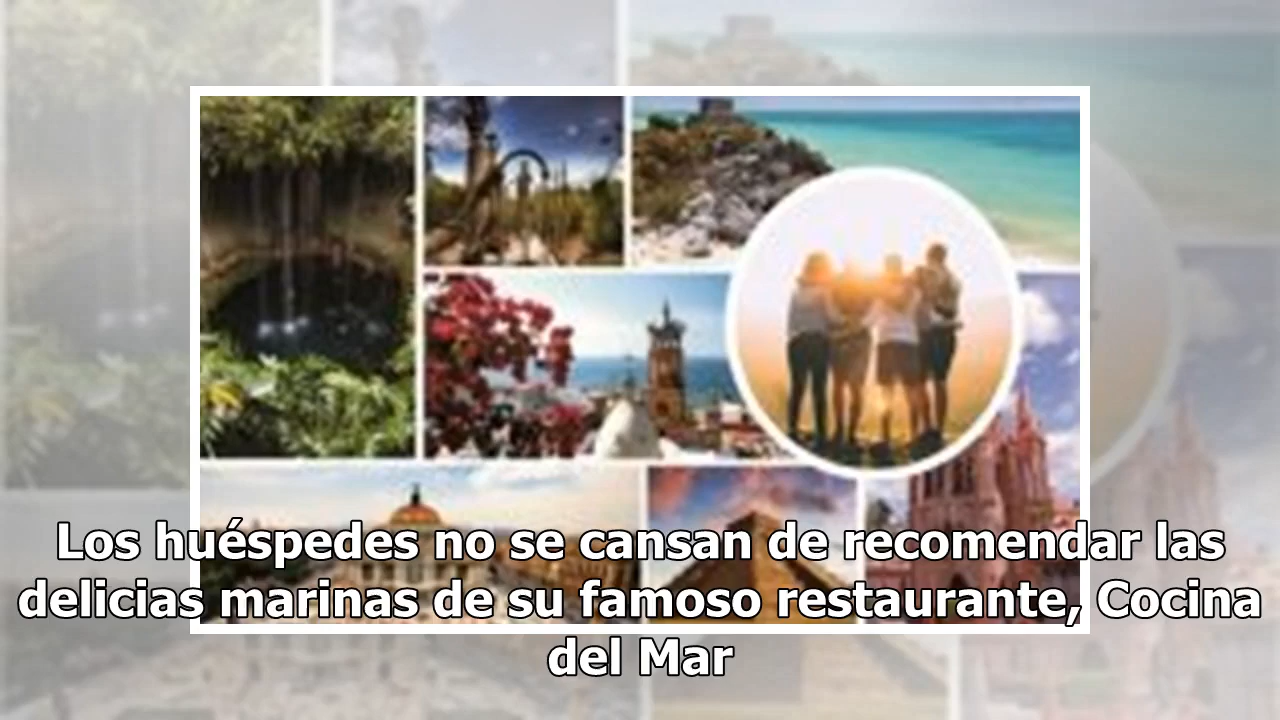 Los huéspedes no se cansan de recomendar las
delicias marinas de su famoso restaurante, Cocina
del Mar